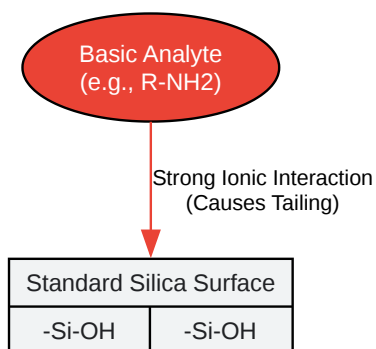 Basic Analyte
(e.g., R-NH2)
Strong Ionic Interaction
(Causes Tailing)
Standard Silica Surface
-Si-OH -Si-OH